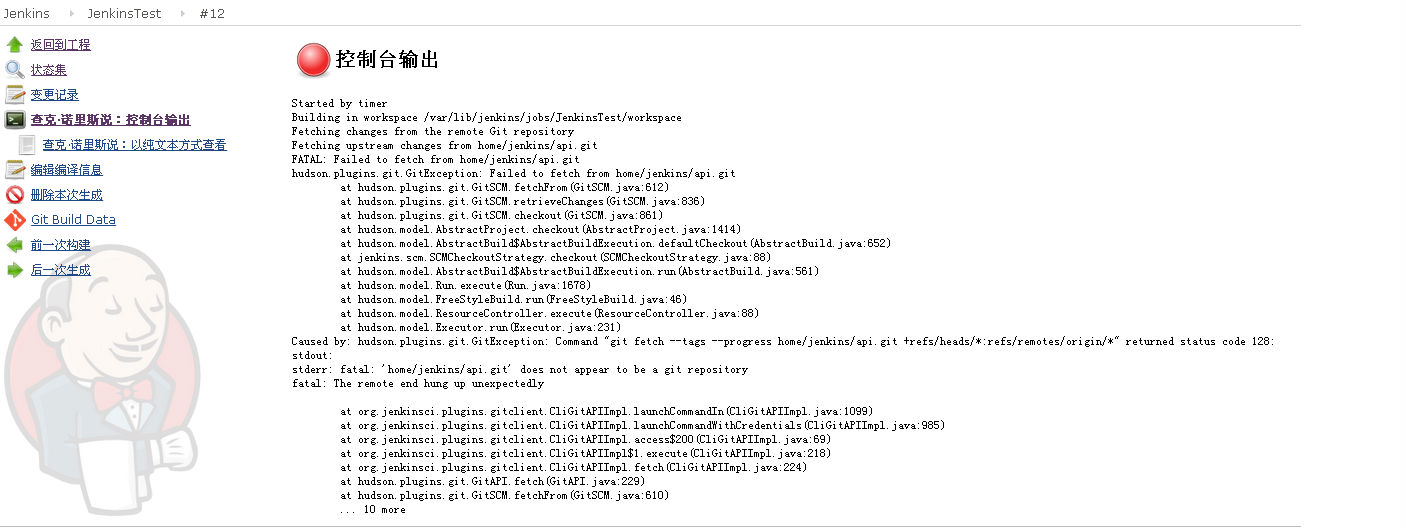 Jenkins JenkinsTest #12
返回到工程
状态集
变更记录
查克·诺里斯说：控制台输出
查克·诺里斯说：以纯文本方式查看
编辑编译信息
删除本次生成
Git Build Data
前一次构建
后一次生成
控制台输出
Started by timer
Building in workspace /var/lib/jenkins/jobs/JenkinsTest/workspace
Fetching changes from the remote Git repository
Fetching upstream changes from home/jenkins/api.git
FATAL: Failed to fetch from home/jenkins/api.git
hudson.plugins.git.GitException: Failed to fetch from home/jenkins/api.git
at hudson.plugins.git.GitSCM.fetchFrom(GitSCM.java:612)
at hudson.plugins.git.GitSCM.retrieveChanges(GitSCM.java:836)
at hudson.plugins.git.GitSCM.checkout(GitSCM.java:861)
at hudson.model.AbstractProject.checkout(AbstractProject.java:1414)
at hudson.model.AbstractBuild$AbstractBuildExecution.defaultCheckout(AbstractBuild.java:652)
at jenkins.scm.SCMCheckoutStrategy.checkout(SCMCheckoutStrategy.java:88)
at hudson.model.AbstractBuild$AbstractBuildExecution.run(AbstractBuild.java:561)
at hudson.model.Run.execute(Run.java:1678)
at hudson.model.FreeStyleBuild.run(FreeStyleBuild.java:46)
at hudson.model.ResourceController.execute(ResourceController.java:88)
at hudson.model.Executor.run(Executor.java:231)
Caused by: hudson.plugins.git.GitException: Command "git fetch --tags --progress home/jenkins/api.git +refs/heads/*:refs/remotes/origin/*" returned status code 128:
stdout:
stderr: fatal: 'home/jenkins/api.git' does not appear to be a git repository
fatal: The remote end hung up unexpectedly
at org.jenkinsci.plugins.gitclient.CliGitAPIImpl.launchCommandIn(CliGitAPIImpl.java:1099)
at org.jenkinsci.plugins.gitclient.CliGitAPIImpl.launchCommandWithCredentials(CliGitAPIImpl.java:985)
at org.jenkinsci.plugins.gitclient.CliGitAPIImpl.access$200(CliGitAPIImpl.java:69)
at org.jenkinsci.plugins.gitclient.CliGitAPIImpl$1.execute(CliGitAPIImpl.java:218)
at org.jenkinsci.plugins.gitclient.CliGitAPIImpl.fetch(CliGitAPIImpl.java:224)
at hudson.plugins.git.GitAPI.fetch(GitAPI.java:229)
at hudson.plugins.git.GitSCM.fetchFrom(GitSCM.java:610)
... 10 more